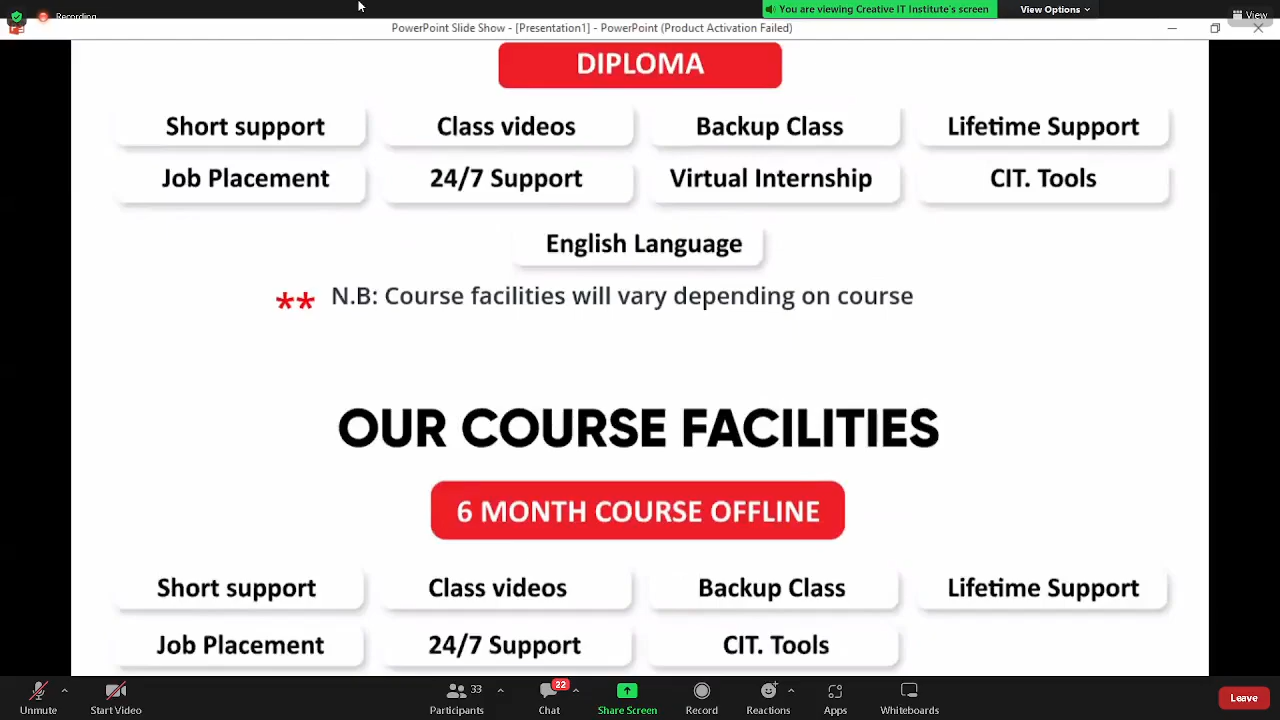 Recording
You are viewing Creative IT Institute's screen
View Options
View
PowerPoint Slide Show - [Presentation1] - PowerPoint (Product Activation Failed)
DIPLOMA
Short support Class videos Backup Class Lifetime Support
Job Placement 24/7 Support Virtual Internship CIT. Tools
English Language
** N.B: Course facilities will vary depending on course
OUR COURSE FACILITIES
6 MONTH COURSE OFFLINE
Short support Class videos Backup Class Lifetime Support
Job Placement 24/7 Support CIT. Tools
33 22
Unmute Start Video Participants Chat Share Screen Record Reactions Apps Whiteboards Leave